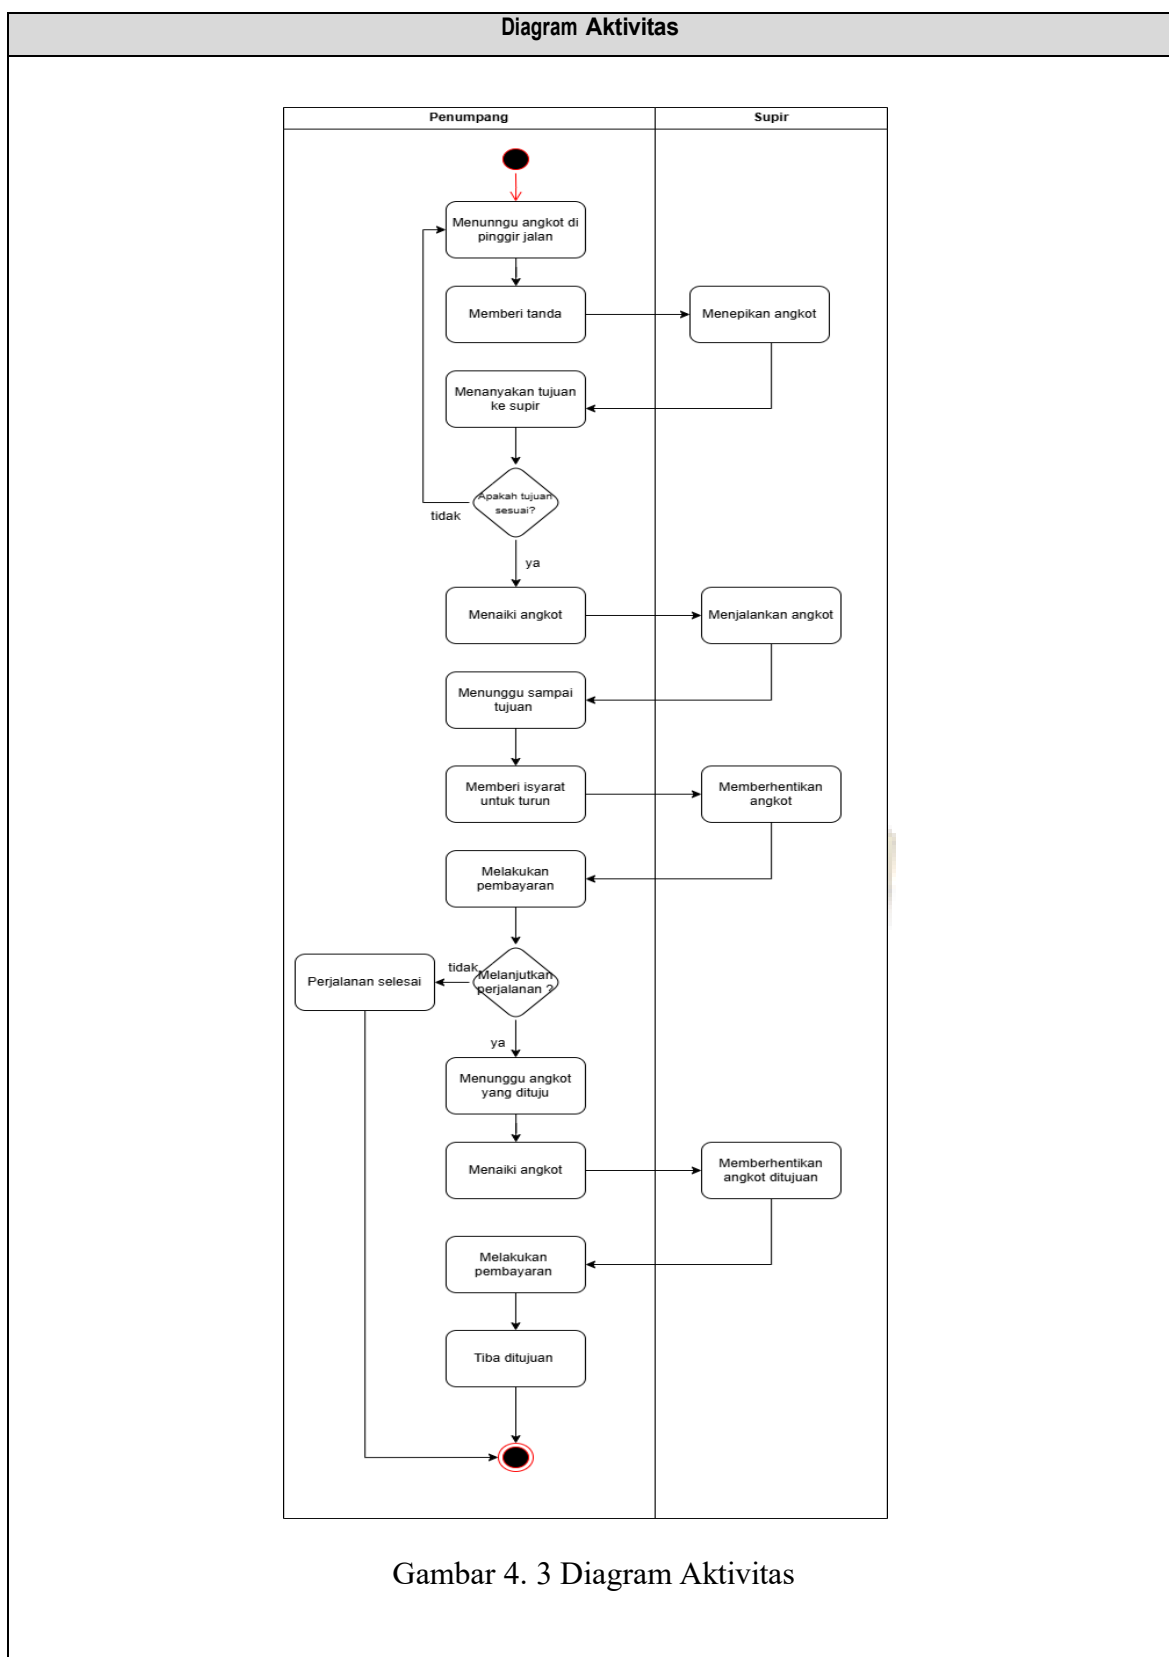 Diagram Aktivitas
Penumpang
Supir
Menunngu angkot di
pinggir jalan
Memberi tanda
Menepikan angkot
Menanyakan tujuan
ke supir
Apakah tujuan
sesuai?
tidak
ya
Menaiki angkot
Menjalankan angkot
Menunggu sampai
tujuan
Memberi isyarat
untuk turun
Memberhentikan
angkot
Melakukan
pembayaran
Melanjutkan
perjalanan ?
tidak
Perjalanan selesai
ya
Menunggu angkot
yang dituju
Menaiki angkot
Memberhentikan
angkot ditujuan
Melakukan
pembayaran
Tiba ditujuan
Gambar 4. 3 Diagram Aktivitas